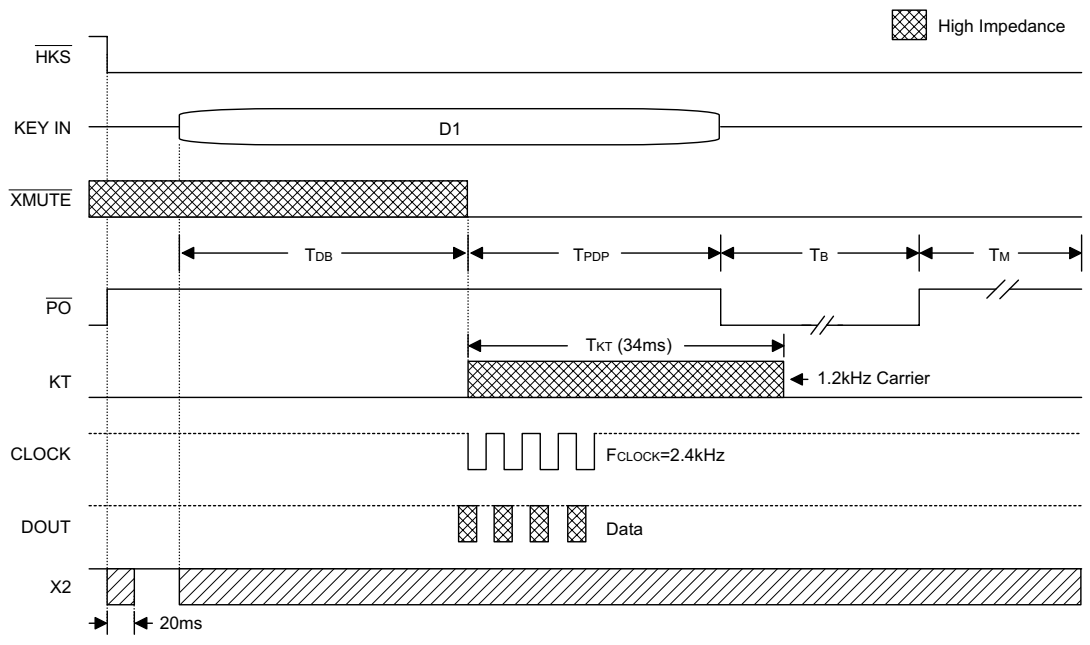 High Impedance
HKS
KEY IN
D1
XMUTE
TDB
TPDP
TB
TM
PO
TKT (34ms)
KT
1.2kHz Carrier
CLOCK
FCLOCK=2.4kHz
DOUT
Data
X2
20ms